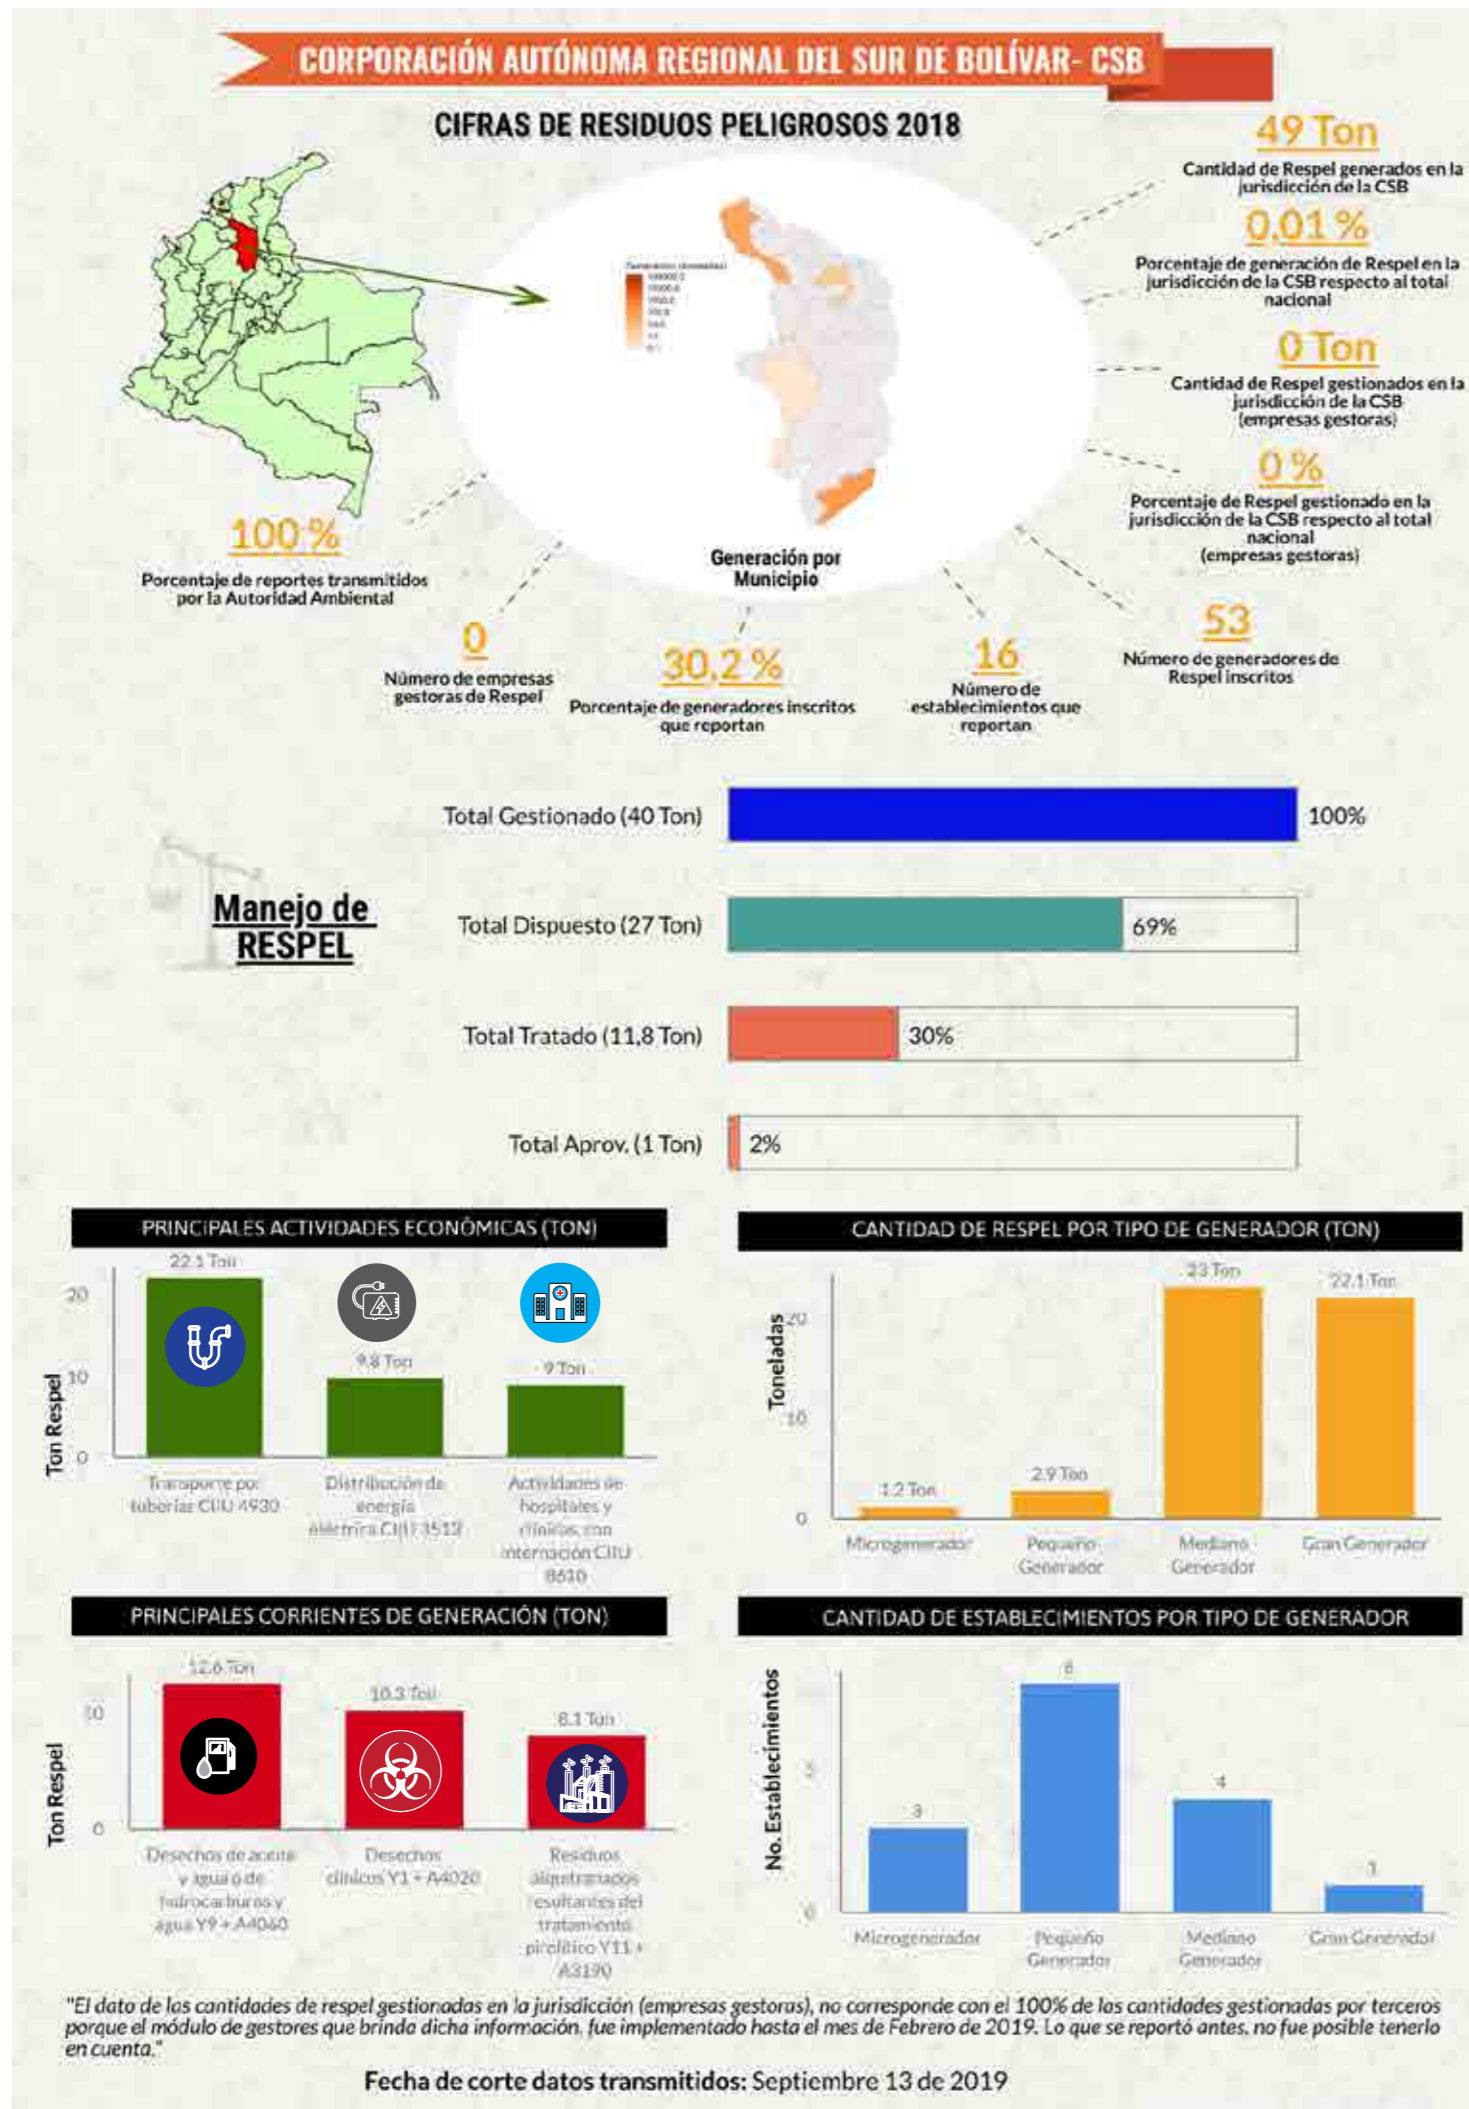 CORPORACIÓN AUTÓNOMA REGIONAL DEL SUR DE BOLÍVAR- CSB
CIFRAS DE RESIDUOS PELIGROSOS 2018
49 Ton
Cantidad de Respel generados en la
jurisdicción de la CSB
0,01 %
Porcentaje de generación de Respel en la
jurisdicción de la CSB respecto al total
nacional
0 Ton
Cantidad de Respel gestionados en la
jurisdicción de la CSB
(empresas gestoras)
0 %
Porcentaje de Respel gestionado en la
jurisdicción de la CSB respecto al total
nacional
(empresas gestoras)
Generación por
Municipio
100 %
Porcentaje de reportes transmitidos
por la Autoridad Ambiental
0
Número de empresas
gestoras de Respel
30,2 %
Porcentaje de generadores inscritos
que reportan
16
Número de
establecimientos que
reportan
53
Número de generadores de
Respel inscritos
Manejo de
RESPEL
Total Gestionado (40 Ton)
100%
Total Dispuesto (27 Ton)
69%
Total Tratado (11,8 Ton)
30%
Total Aprov. (1 Ton)
2%
PRINCIPALES ACTIVIDADES ECONÓMICAS (TON)
Ton Respel
20
10
0
22.1 Ton
9.8 Ton
9 Ton
Transporte por
tuberías CIIU 4930
Distribución de
energía
eléctrica CIIU 3513
Actividades de
hospitales y
clínicas, con
internación CIIU
8610
CANTIDAD DE RESPEL POR TIPO DE GENERADOR (TON)
Toneladas
20
10
0
1.2 Ton
2.9 Ton
23 Ton
22.1 Ton
Microgenerador
Pequeño
Generador
Mediano
Generador
Gran Generador
PRINCIPALES CORRIENTES DE GENERACIÓN (TON)
Ton Respel
10
0
12.6 Ton
10.3 Ton
8.1 Ton
Desechos de aceite
y agua o de
hidrocarburos y
agua Y9 + A4060
Desechos
clínicos Y1 + A4020
Residuos
alquitranados
resultantes del
tratamiento
pirolítico Y11 +
A3190
CANTIDAD DE ESTABLECIMIENTOS POR TIPO DE GENERADOR
No. Establecimientos
5
0
3
8
4
1
Microgenerador
Pequeño
Generador
Mediano
Generador
Gran Generador
"El dato de las cantidades de respel gestionadas en la jurisdicción (empresas gestoras), no corresponde con el 100% de las cantidades gestionadas por terceros
porque el módulo de gestores que brinda dicha información, fue implementado hasta el mes de Febrero de 2019. Lo que se reportó antes, no fue posible tenerlo
en cuenta."
Fecha de corte datos transmitidos: Septiembre 13 de 2019